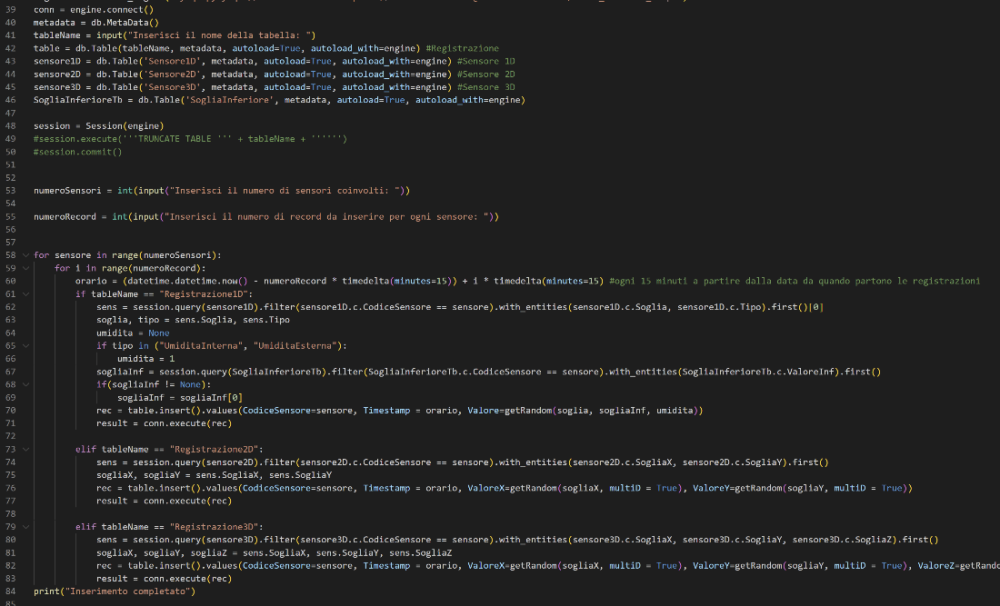 39 conn = engine.connect()
40 metadata = db.MetaData()
41 tableName = input("Inserisci il nome della tabella: ")
42 table = db.Table(tableName, metadata, autoload=True, autoload_with=engine) #Registrazione
43 sensore1D = db.Table('Sensore1D', metadata, autoload=True, autoload_with=engine) #Sensore 1D
44 sensore2D = db.Table('Sensore2D', metadata, autoload=True, autoload_with=engine) #Sensore 2D
45 sensore3D = db.Table('Sensore3D', metadata, autoload=True, autoload_with=engine) #Sensore 3D
46 SogliaInferioreTb = db.Table('SogliaInferiore', metadata, autoload=True, autoload_with=engine)
47
48 session = Session(engine)
49 #session.execute('''TRUNCATE TABLE ''' + tableName + '''''')
50 #session.commit()
51
52
53 numeroSensori = int(input("Inserisci il numero di sensori coinvolti: "))
54
55 numeroRecord = int(input("Inserisci il numero di record da inserire per ogni sensore: "))
56
57
58 for sensore in range(numeroSensori):
59 for i in range(numeroRecord):
60 orario = (datetime.datetime.now() - numeroRecord * timedelta(minutes=15)) + i * timedelta(minutes=15) #ogni 15 minuti a partire dalla data da quando partono le registrazioni
61 if tableName == "Registrazione1D":
62 sens = session.query(sensore1D).filter(sensore1D.c.CodiceSensore == sensore).with_entities(sensore1D.c.Soglia, sensore1D.c.Tipo).first()[0]
63 soglia, tipo = sens.Soglia, sens.Tipo
64 umidita = None
65 if tipo in ("UmiditaInterna", "UmiditaEsterna"):
66 umidita = 1
67 sogliaInf = session.query(SogliaInferioreTb).filter(SogliaInferioreTb.c.CodiceSensore == sensore).with_entities(SogliaInferioreTb.c.ValoreInf).first()
68 if(sogliaInf != None):
69 sogliaInf = sogliaInf[0]
70 rec = table.insert().values(CodiceSensore=sensore, Timestamp = orario, Valore=getRandom(soglia, sogliaInf, umidita))
71 result = conn.execute(rec)
72
73 elif tableName == "Registrazione2D":
74 sens = session.query(sensore2D).filter(sensore2D.c.CodiceSensore == sensore).with_entities(sensore2D.c.SogliaX, sensore2D.c.SogliaY).first()
75 sogliaX, sogliaY = sens.SogliaX, sens.SogliaY
76 rec = table.insert().values(CodiceSensore=sensore, Timestamp = orario, ValoreX=getRandom(sogliaX, multiD = True), ValoreY=getRandom(sogliaY, multiD = True))
77 result = conn.execute(rec)
78
79 elif tableName == "Registrazione3D":
80 sens = session.query(sensore3D).filter(sensore3D.c.CodiceSensore == sensore).with_entities(sensore3D.c.SogliaX, sensore3D.c.SogliaY, sensore3D.c.SogliaZ).first()
81 sogliaX, sogliaY, sogliaZ = sens.SogliaX, sens.SogliaY, sens.SogliaZ
82 rec = table.insert().values(CodiceSensore=sensore, Timestamp = orario, ValoreX=getRandom(sogliaX, multiD = True), ValoreY=getRandom(sogliaY, multiD = True), ValoreZ=getRando
83 result = conn.execute(rec)
84 print("Inserimento completato")
85